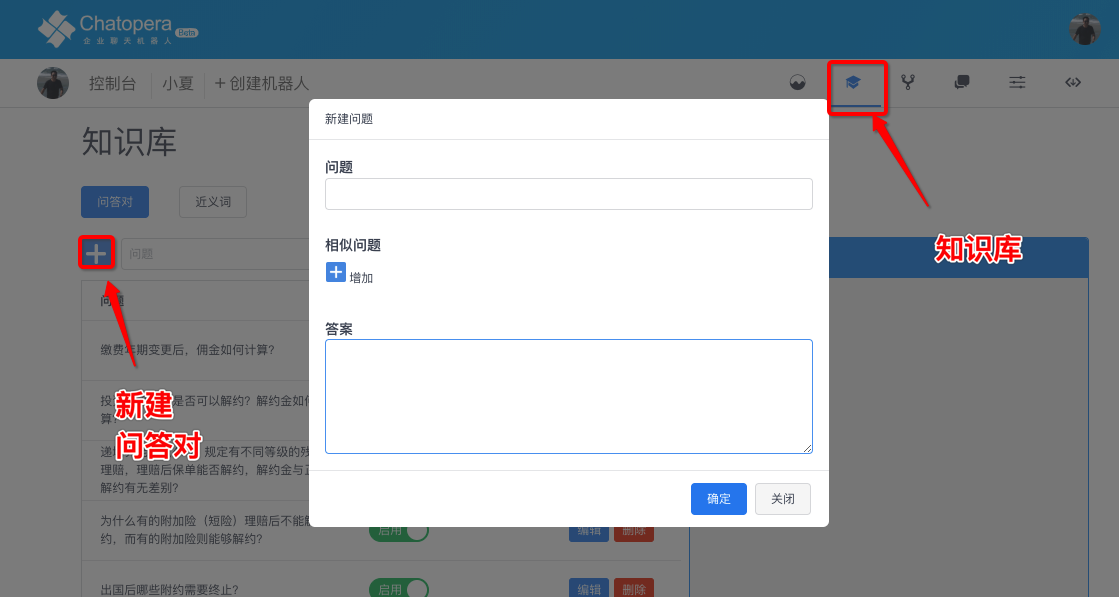 Chatopera Beta
企业聊天机器人
控制台 小夏 + 创建机器人
知识库
新建问题
问题
相似问题
增加
答案
确定 关闭
问答对 近义词
问题
知识库
问题
缴费年期变更后，佣金如何计算?
新建
问答对
是否可以解约? 解约金如何
算?
规定有不同等级的残
理赔，理赔后保单能否解约，解约金与正
解约有无差别?
为什么有的附加险（短险）理赔后不能解
约，而有的附加险则能够解约?
启用 编辑 删除
出国后哪些附约需要终止?
启用 编辑 删除